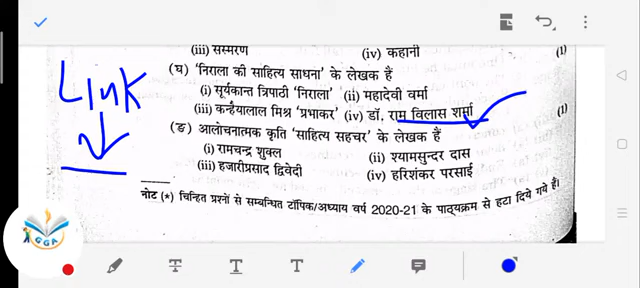 (iii) सस्मरण (iv) कहानी (1)
(घ) 'निराला की साहित्य साधना' के लेखक हैं
(i) सूर्यकान्त त्रिपाठी 'निराला' (ii) महादेवी वर्मा
(iii) कन्हैयालाल मिश्र 'प्रभाकर' (iv) डॉ. राम विलास शर्मा (1)
(ङ) आलोचनात्मक कृति 'साहित्य सहचर' के लेखक हैं
(i) रामचन्द्र शुक्ल (ii) श्यामसुन्दर दास
(iii) हजारीप्रसाद द्विवेदी (iv) हरिशंकर परसाई
नोट (*) चिन्हित प्रश्नों से सम्बन्धित टॉपिक/अध्याय वर्ष 2020-21 के पाठ्यक्रम से हटा दिये गये हैं।
Link
GGA